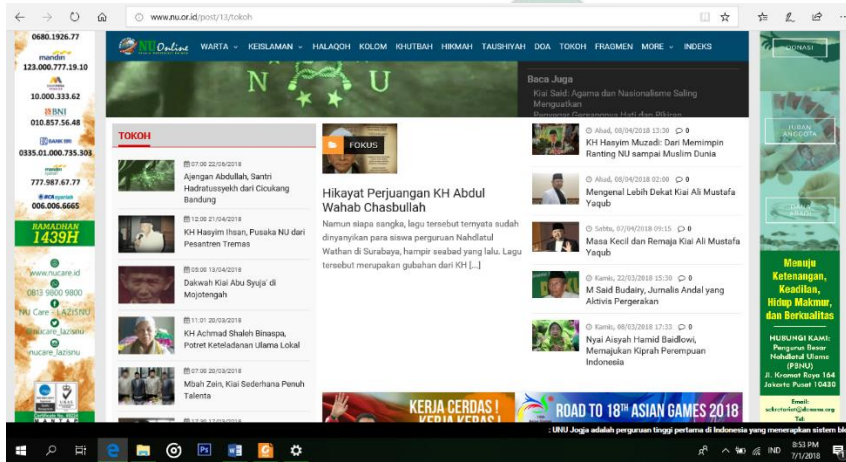 www.nu.or.id/post/13/tokoh
NU Online WARTA KEISLAMAN HALAQOH KOLOM KHUTBAH HIKMAH TAUSHIYAH DOA TOKOH FRAGMEN MORE INDEKS
0680.1926.77
mandiri
123.000.777.19.10
10.000.333.62
BNI
010.857.56.48
BANK BRI
0335.01.000.735.303
777.987.67.77
BCA syariah
006.006.6665
RAMADHAN
1439H
www.nucare.id
0813 9800 9800
NU Care - LAZISNU
@nucare_lazisnu
nucare_lazisnu
N U
Baca Juga
Kiai Said: Agama dan Nasionalisme Saling
Menguatkan
TOKOH
07:00 22/06/2018
Ajengan Abdullah, Santri
Hadratussyekh dari Cicukang
Bandung
12:00 21/04/2018
KH Hasyim Ihsan, Pusaka NU dari
Pesantren Tremas
05:00 13/04/2018
Dakwah Kiai Abu Syuja' di
Mojotengah
11:01 20/03/2018
KH Achmad Shaleh Binaspa,
Potret Keteladanan Ulama Lokal
07:00 20/03/2018
Mbah Zein, Kiai Sederhana Penuh
Talenta
FOKUS
Hikayat Perjuangan KH Abdul
Wahab Chasbullah
Namun siapa sangka, lagu tersebut ternyata sudah
dinyanyikan para siswa perguruan Nahdlatul
Wathan di Surabaya, hampir seabad yang lalu. Lagu
tersebut merupakan gubahan dari KH [...]
Ahad, 08/04/2018 13:30 0
KH Hasyim Muzadi: Dari Memimpin
Ranting NU sampai Muslim Dunia
Ahad, 08/04/2018 02:00 0
Mengenal Lebih Dekat Kiai Ali Mustafa
Yaqub
Sabtu, 07/04/2018 09:15 0
Masa Kecil dan Remaja Kiai Ali Mustafa
Yaqub
Kamis, 22/03/2018 15:30 0
M Said Budairy, Jurnalis Andal yang
Aktivis Pergerakan
Kamis, 08/03/2018 17:33 0
Nyai Aisyah Hamid Baidlowi,
Memajukan Kiprah Perempuan
Indonesia
KERJA CERDAS !
ROAD TO 18TH ASIAN GAMES 2018
DONASI
IURAN
ANGGOTA
Menuju
Ketenangan,
Keadilan,
Hidup Makmur,
dan Berkualitas
HUBUNGI KAMI:
Pengurus Besar
Nahdlatul Ulama
(PBNU)
Jl. Kramat Raya 164
Jakarta Pusat 10430
Email:
Tel:
: UNU Jogja adalah perguruan tinggi pertama di Indonesia yang menerapkan sistem
IND
8:53 PM
7/1/2018